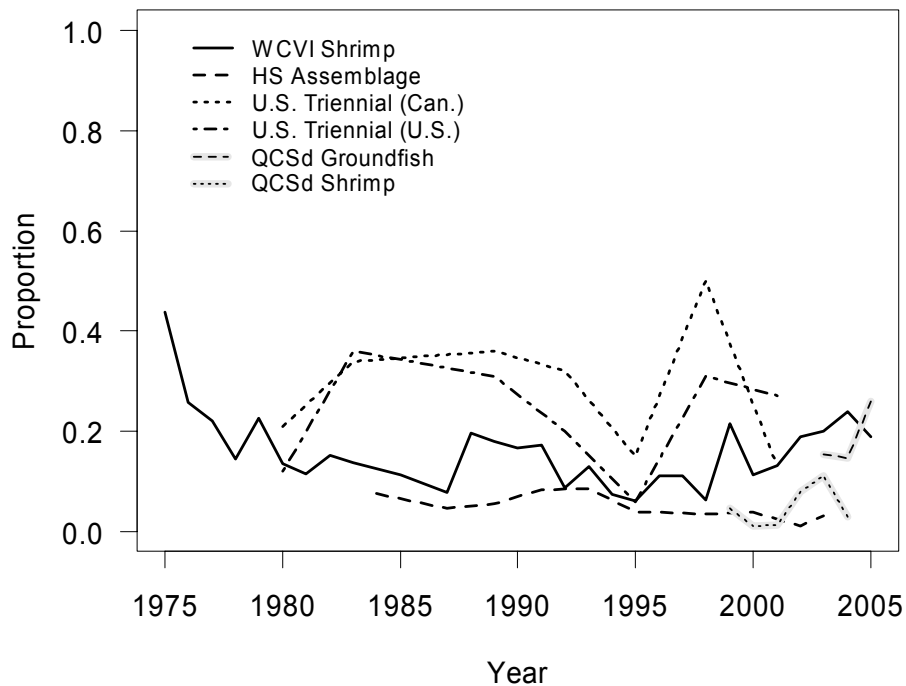 1.0
0.8
0.6
0.4
0.2
0.0
Proportion
WCVI Shrimp
HS Assemblage
U.S. Triennial (Can.)
U.S. Triennial (U.S.)
QCSd Groundfish
QCSd Shrimp
1975 1980 1985 1990 1995 2000 2005
Year